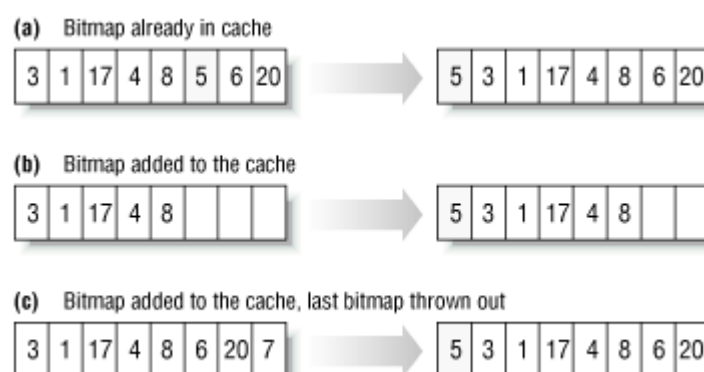 (a) Bitmap already in cache
3 1 17 4 8 5 6 20 5 3 1 17 4 8 6 20
(b) Bitmap added to the cache
3 1 17 4 8 5 3 1 17 4 8
(c) Bitmap added to the cache, last bitmap thrown out
3 1 17 4 8 6 20 7 5 3 1 17 4 8 6 20